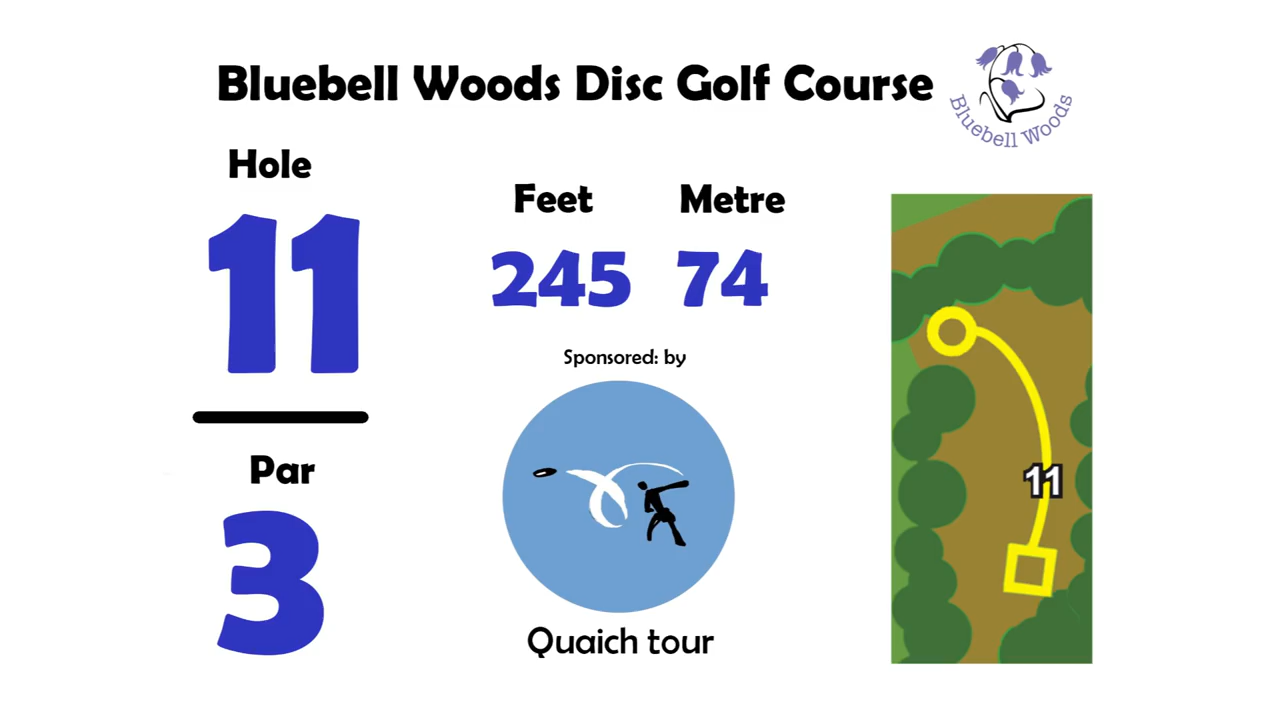 Bluebell Woods Disc Golf Course
Bluebell Woods
Hole
11
Par
3
Feet Metre
245 74
Sponsored: by
Quaich tour
11